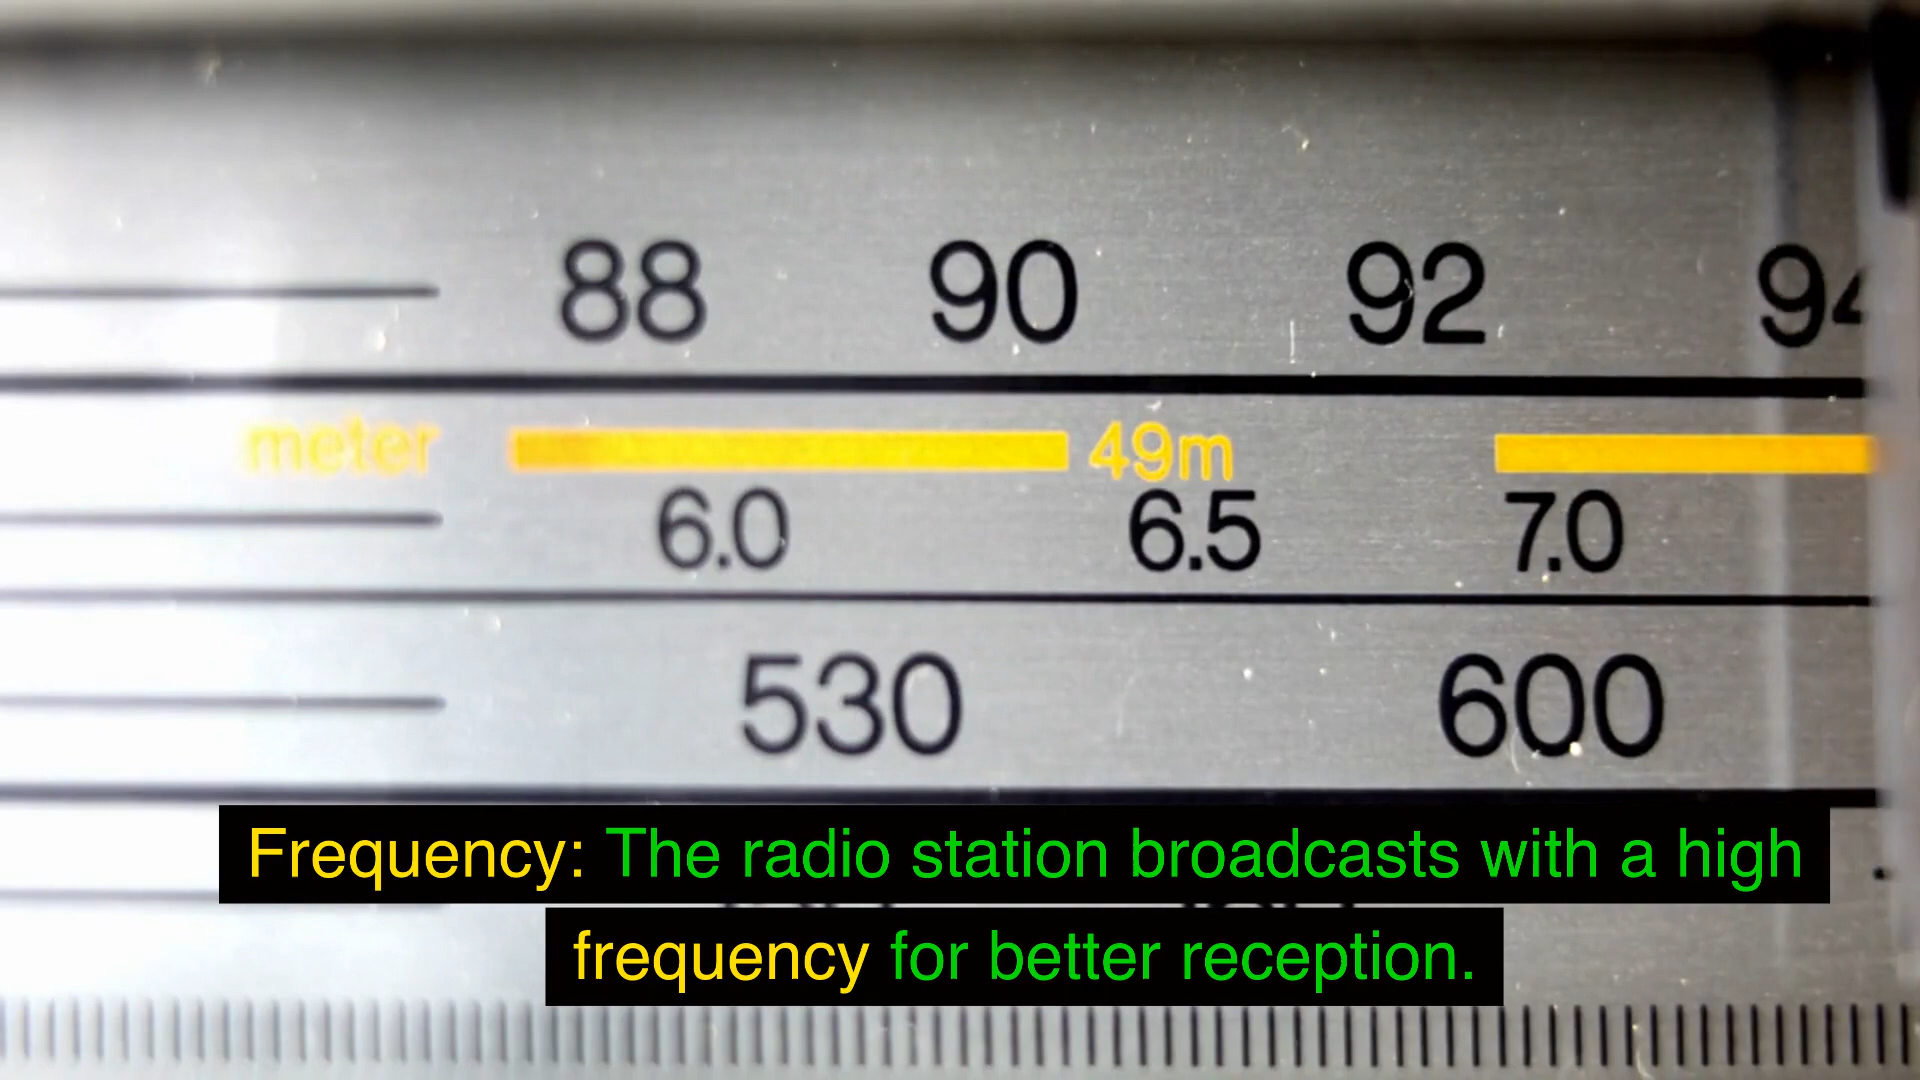 88 90 92 94
meter 49m
6.0 6.5 7.0
530 600
Frequency: The radio station broadcasts with a high
frequency for better reception.